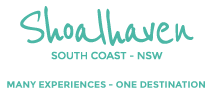 Shoalhaven
SOUTH COAST - NSW
MANY EXPERIENCES - ONE DESTINATION